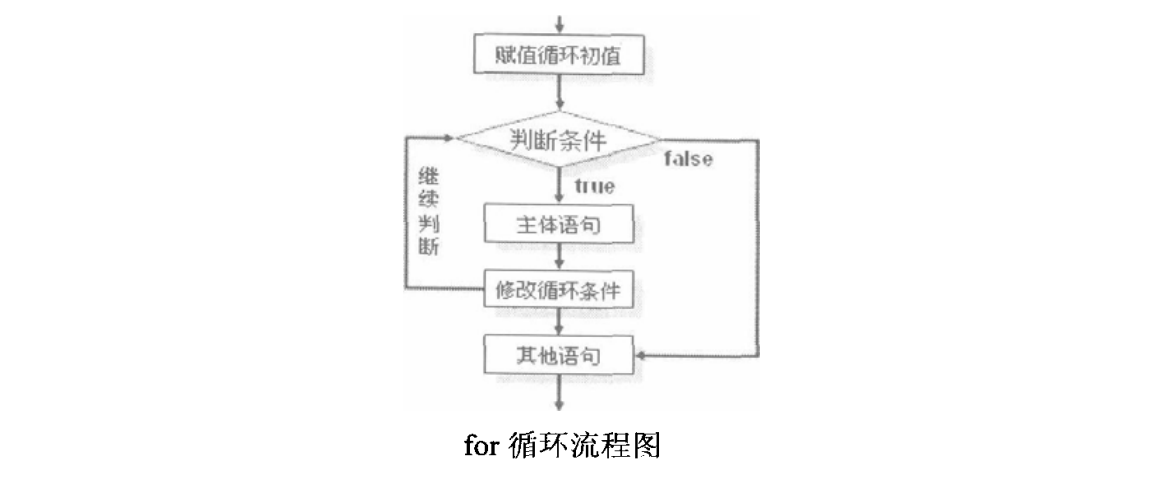 赋值循环初值
判断条件
false
true
继续判断
主体语句
修改循环条件
其他语句
for 循环流程图